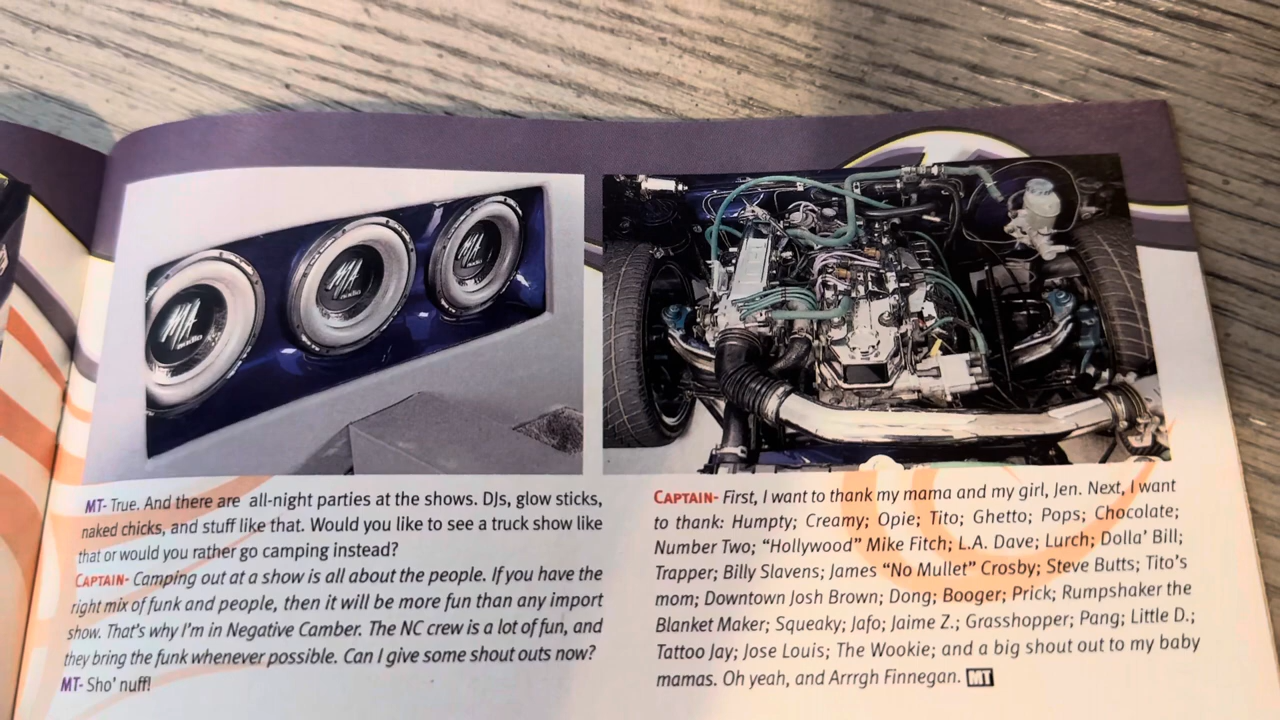 MA
audio
MA
audio
MA
audio
MT- True. And there are all-night parties at the shows. DJs, glow sticks,
naked chicks, and stuff like that. Would you like to see a truck show like
that or would you rather go camping instead?
CAPTAIN- Camping out at a show is all about the people. If you have the
right mix of funk and people, then it will be more fun than any import
show. That's why I'm in Negative Camber. The NC crew is a lot of fun, and
they bring the funk whenever possible. Can I give some shout outs now?
MT- Sho' nuff!
CAPTAIN- First, I want to thank my mama and my girl, Jen. Next, I want
to thank: Humpty; Creamy; Opie; Tito; Ghetto; Pops; Chocolate;
Number Two; "Hollywood" Mike Fitch; L.A. Dave; Lurch; Dolla' Bill;
Trapper; Billy Slavens; James "No Mullet" Crosby; Steve Butts; Tito's
mom; Downtown Josh Brown; Dong; Booger; Prick; Rumpshaker the
Blanket Maker; Squeaky; Jafo; Jaime Z.; Grasshopper; Pang; Little D.;
Tattoo Jay; Jose Louis; The Wookie; and a big shout out to my baby
mamas. Oh yeah, and Arrrgh Finnegan. MT